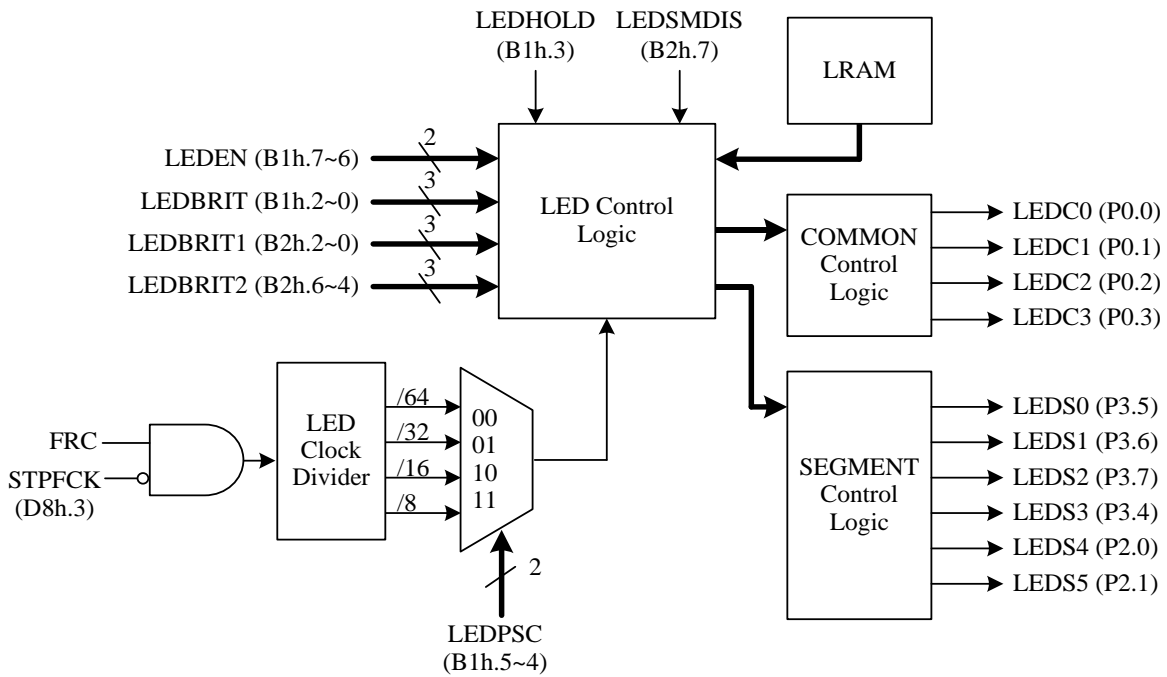 LEDHOLD
(B1h.3)
LEDSMDIS
(B2h.7)
LRAM
LEDEN (B1h.7~6)
2
LEDBRIT (B1h.2~0)
3
LEDBRIT1 (B2h.2~0)
3
LEDBRIT2 (B2h.6~4)
3
LED Control
Logic
COMMON
Control
Logic
LEDC0 (P0.0)
LEDC1 (P0.1)
LEDC2 (P0.2)
LEDC3 (P0.3)
FRC
STPFCK
(D8h.3)
LED
Clock
Divider
/64
/32
/16
/8
00
01
10
11
2
LEDPSC
(B1h.5~4)
SEGMENT
Control
Logic
LEDS0 (P3.5)
LEDS1 (P3.6)
LEDS2 (P3.7)
LEDS3 (P3.4)
LEDS4 (P2.0)
LEDS5 (P2.1)